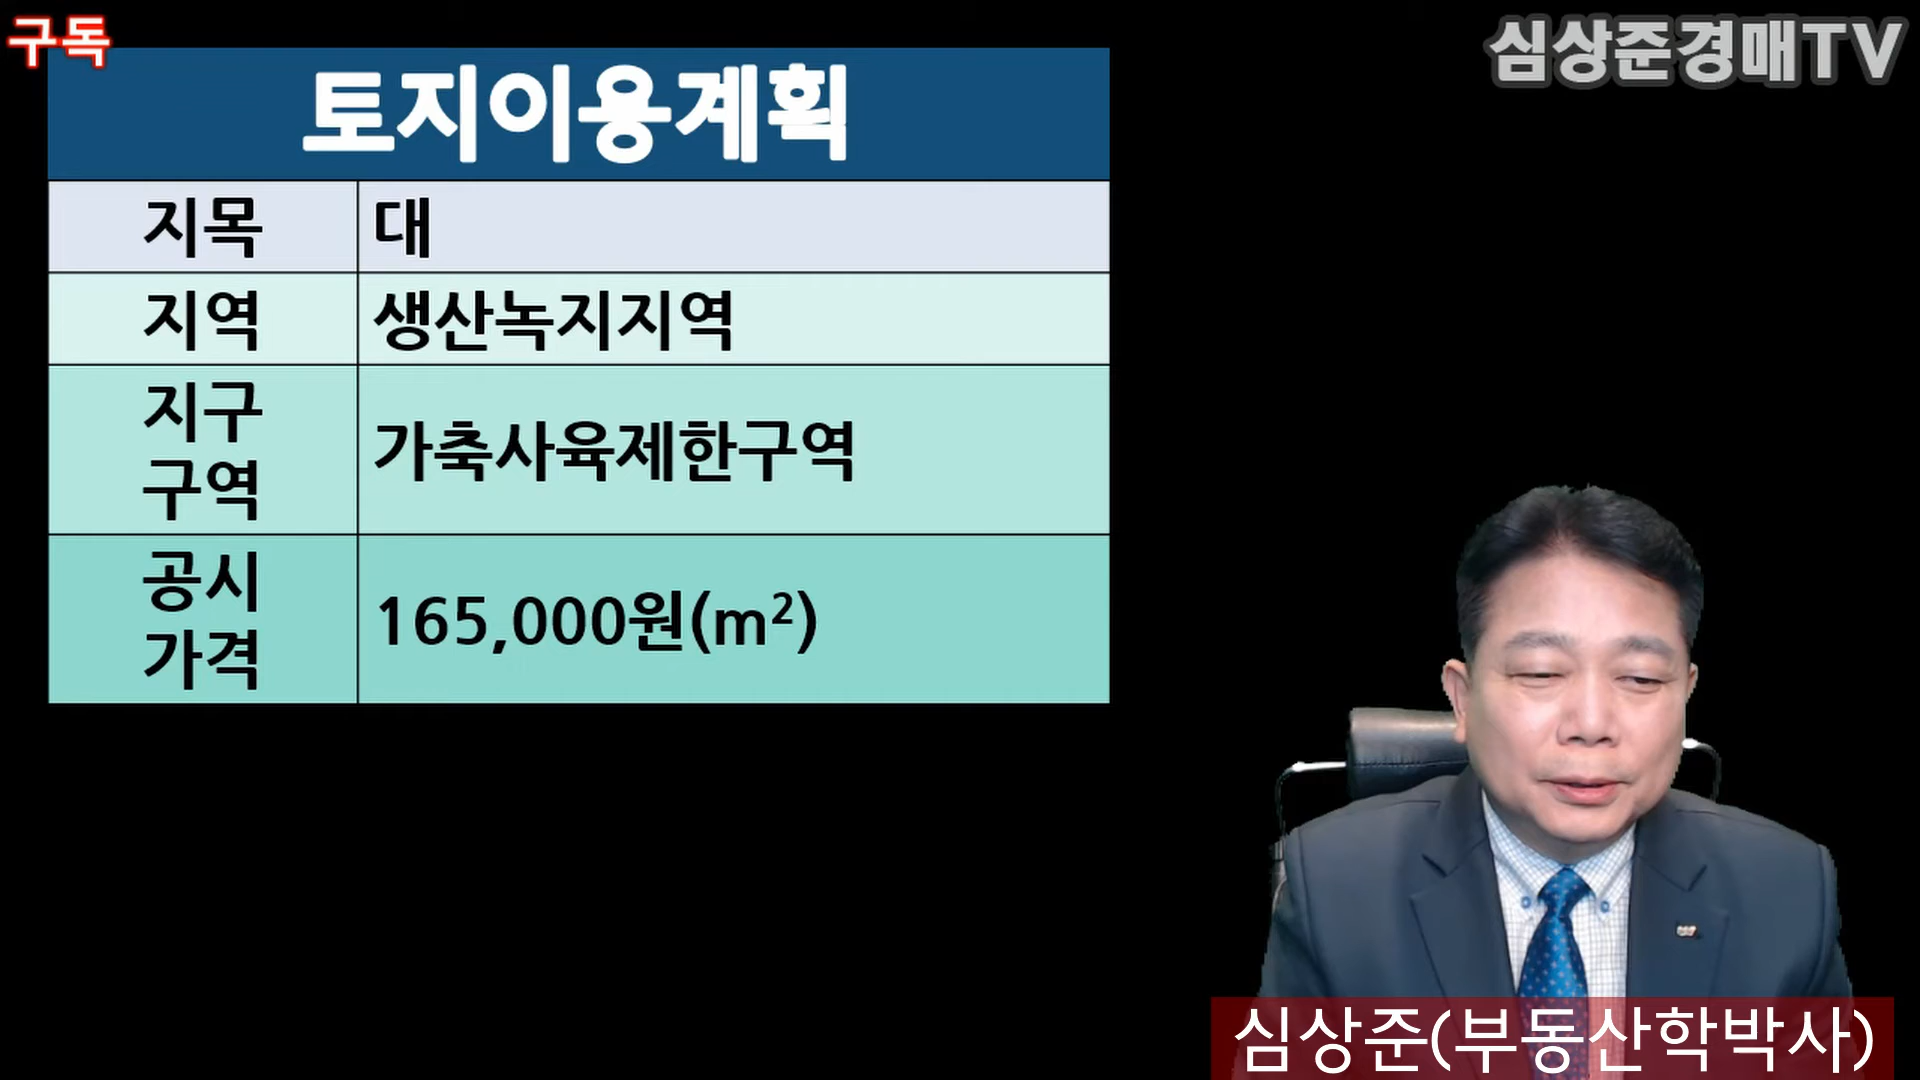 구독
심상준경매TV
토지이용계획
지목 대
지역 생산녹지지역
지구
구역
가축사육제한구역
공시
가격
165,000원(m²)
심상준(부동산학박사)